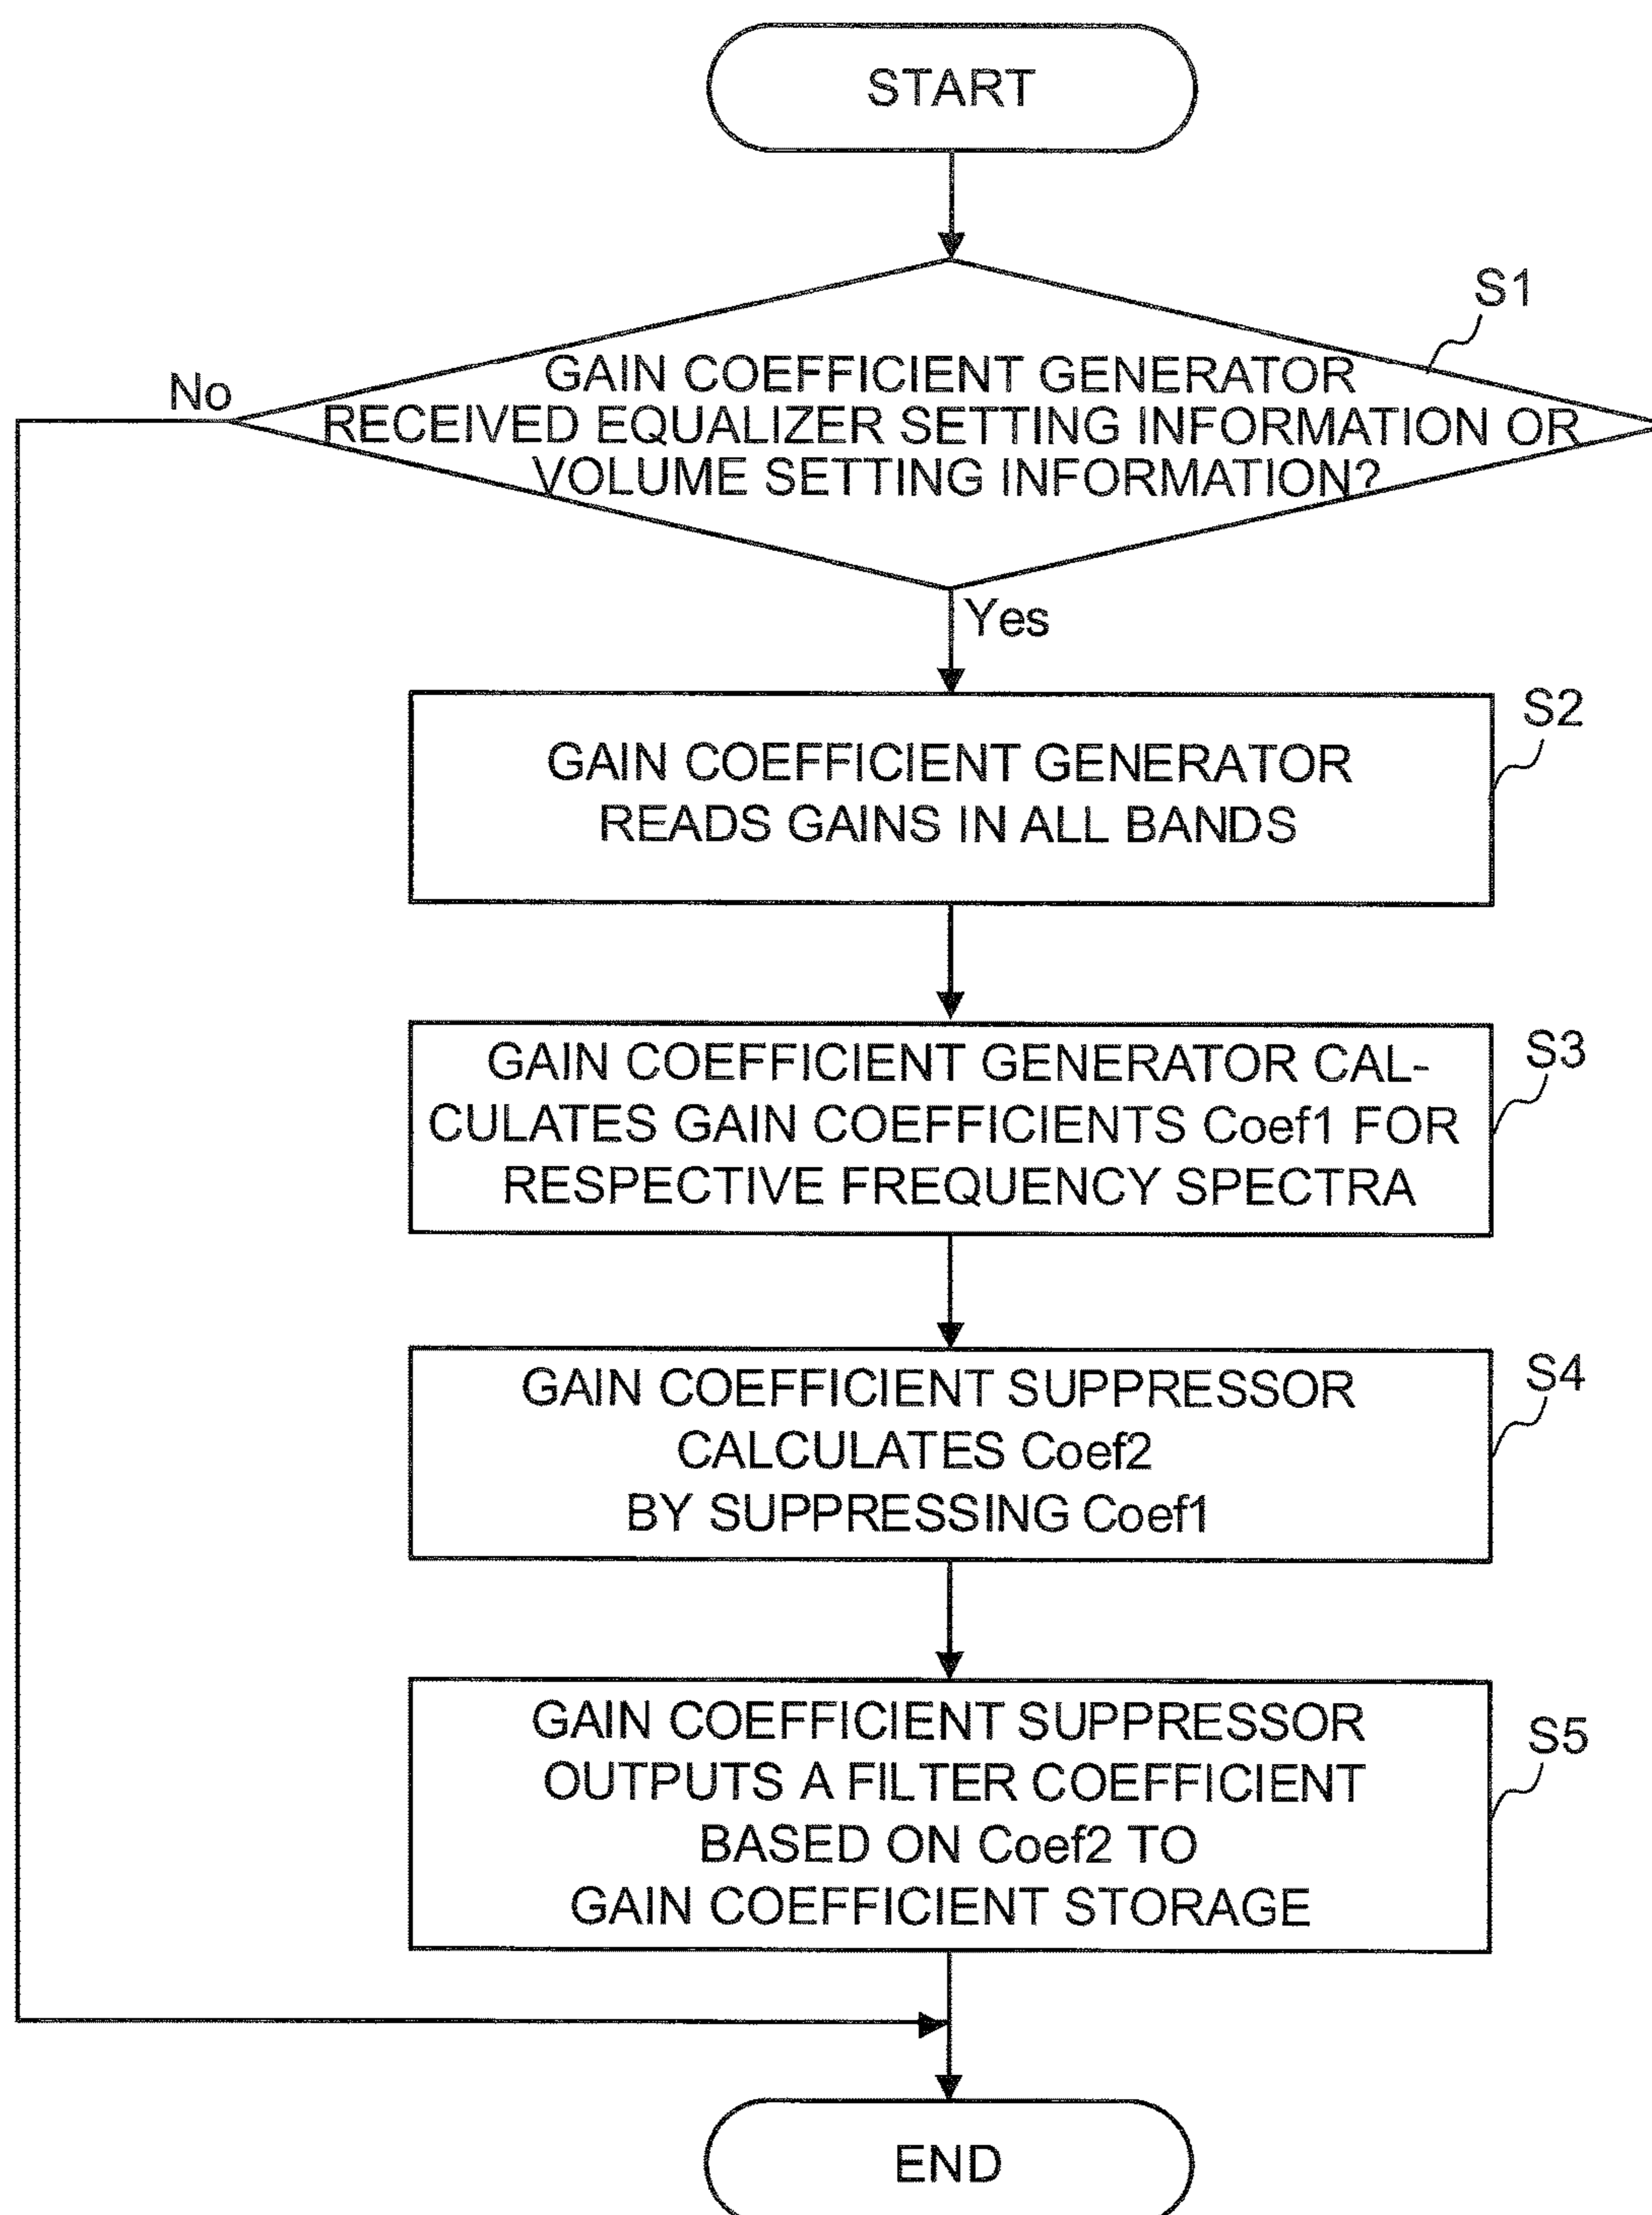 START
S1
GAIN COEFFICIENT GENERATOR
RECEIVED EQUALIZER SETTING INFORMATION OR
VOLUME SETTING INFORMATION?
No
Yes
S2
GAIN COEFFICIENT GENERATOR
READS GAINS IN ALL BANDS
S3
GAIN COEFFICIENT GENERATOR CAL-
CULATES GAIN COEFFICIENTS Coef1 FOR
RESPECTIVE FREQUENCY SPECTRA
S4
GAIN COEFFICIENT SUPPRESSOR
CALCULATES Coef2
BY SUPPRESSING Coef1
S5
GAIN COEFFICIENT SUPPRESSOR
OUTPUTS A FILTER COEFFICIENT
BASED ON Coef2 TO
GAIN COEFFICIENT STORAGE
END